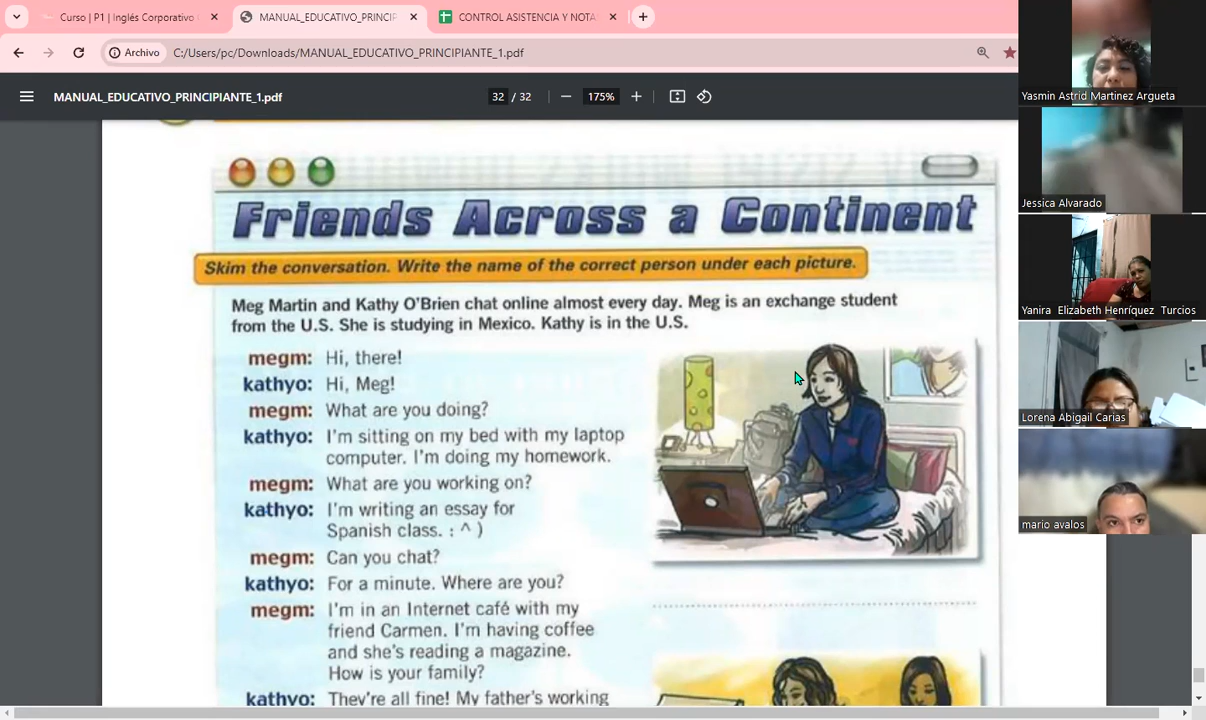 Curso | P1 | Inglés Corporativo
MANUAL_EDUCATIVO_PRINCIP
CONTROL ASISTENCIA Y NOTA
Archivo
C:/Users/pc/Downloads/MANUAL_EDUCATIVO_PRINCIPIANTE_1.pdf
MANUAL_EDUCATIVO_PRINCIPIANTE_1.pdf
32 / 32
175%
Friends Across a Continent
Skim the conversation. Write the name of the correct person under each picture.
Meg Martin and Kathy O'Brien chat online almost every day. Meg is an exchange student
from the U.S. She is studying in Mexico. Kathy is in the U.S.
megm: Hi, there!
kathyo: Hi, Meg!
megm: What are you doing?
kathyo: I'm sitting on my bed with my laptop
computer. I'm doing my homework.
megm: What are you working on?
kathyo: I'm writing an essay for
Spanish class. : ^ )
megm: Can you chat?
kathyo: For a minute. Where are you?
megm: I'm in an Internet café with my
friend Carmen. I'm having coffee
and she's reading a magazine.
How is your family?
kathyo: They're all fine! My father's working
Yasmin Astrid Martinez Argueta
Jessica Alvarado
Yanira Elizabeth Henríquez Turcios
Lorena Abigail Carias
mario avalos